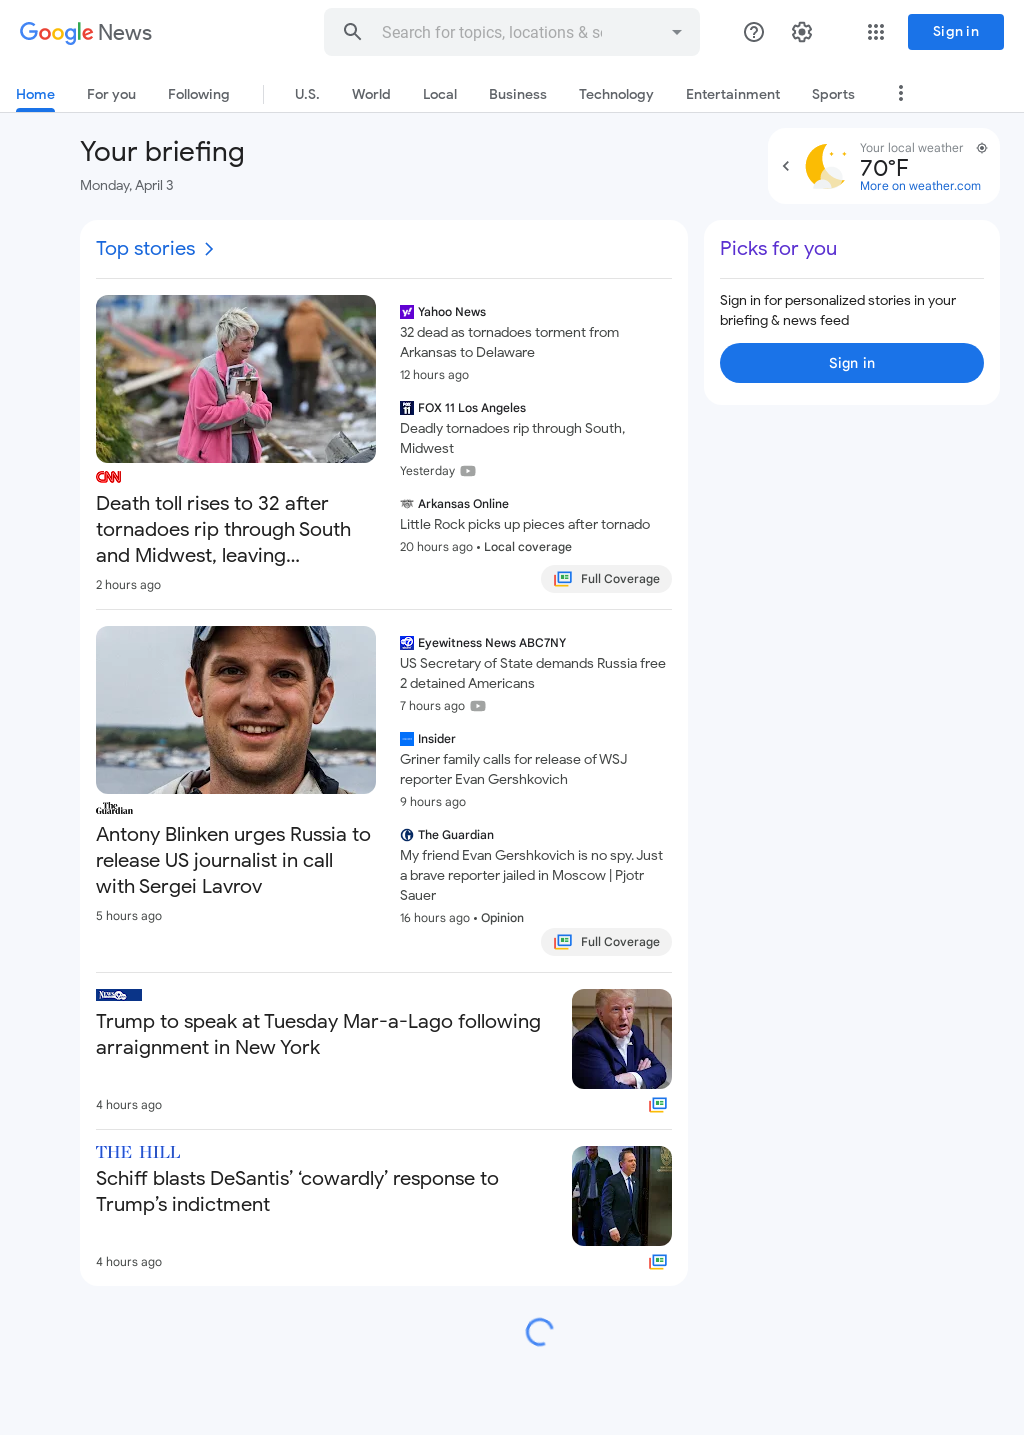 Google News
Search for topics, locations & so
Sign in
Home
For you
Following
U.S.
World
Local
Business
Technology
Entertainment
Sports
Your briefing
Monday, April 3
Your local weather
70°F
More on weather.com
Top stories
CNN
Death toll rises to 32 after
tornadoes rip through South
and Midwest, leaving...
2 hours ago
Yahoo News
32 dead as tornadoes torment from
Arkansas to Delaware
12 hours ago
FOX 11 Los Angeles
Deadly tornadoes rip through South,
Midwest
Yesterday
Arkansas Online
Little Rock picks up pieces after tornado
20 hours ago • Local coverage
Full Coverage
The
Guardian
Antony Blinken urges Russia to
release US journalist in call
with Sergei Lavrov
5 hours ago
Eyewitness News ABC7NY
US Secretary of State demands Russia free
2 detained Americans
7 hours ago
Insider
Griner family calls for release of WSJ
reporter Evan Gershkovich
9 hours ago
The Guardian
My friend Evan Gershkovich is no spy. Just
a brave reporter jailed in Moscow | Pjotr
Sauer
16 hours ago • Opinion
Full Coverage
Trump to speak at Tuesday Mar-a-Lago following
arraignment in New York
4 hours ago
THE HILL
Schiff blasts DeSantis’ ‘cowardly’ response to
Trump’s indictment
4 hours ago
Picks for you
Sign in for personalized stories in your
briefing & news feed
Sign in